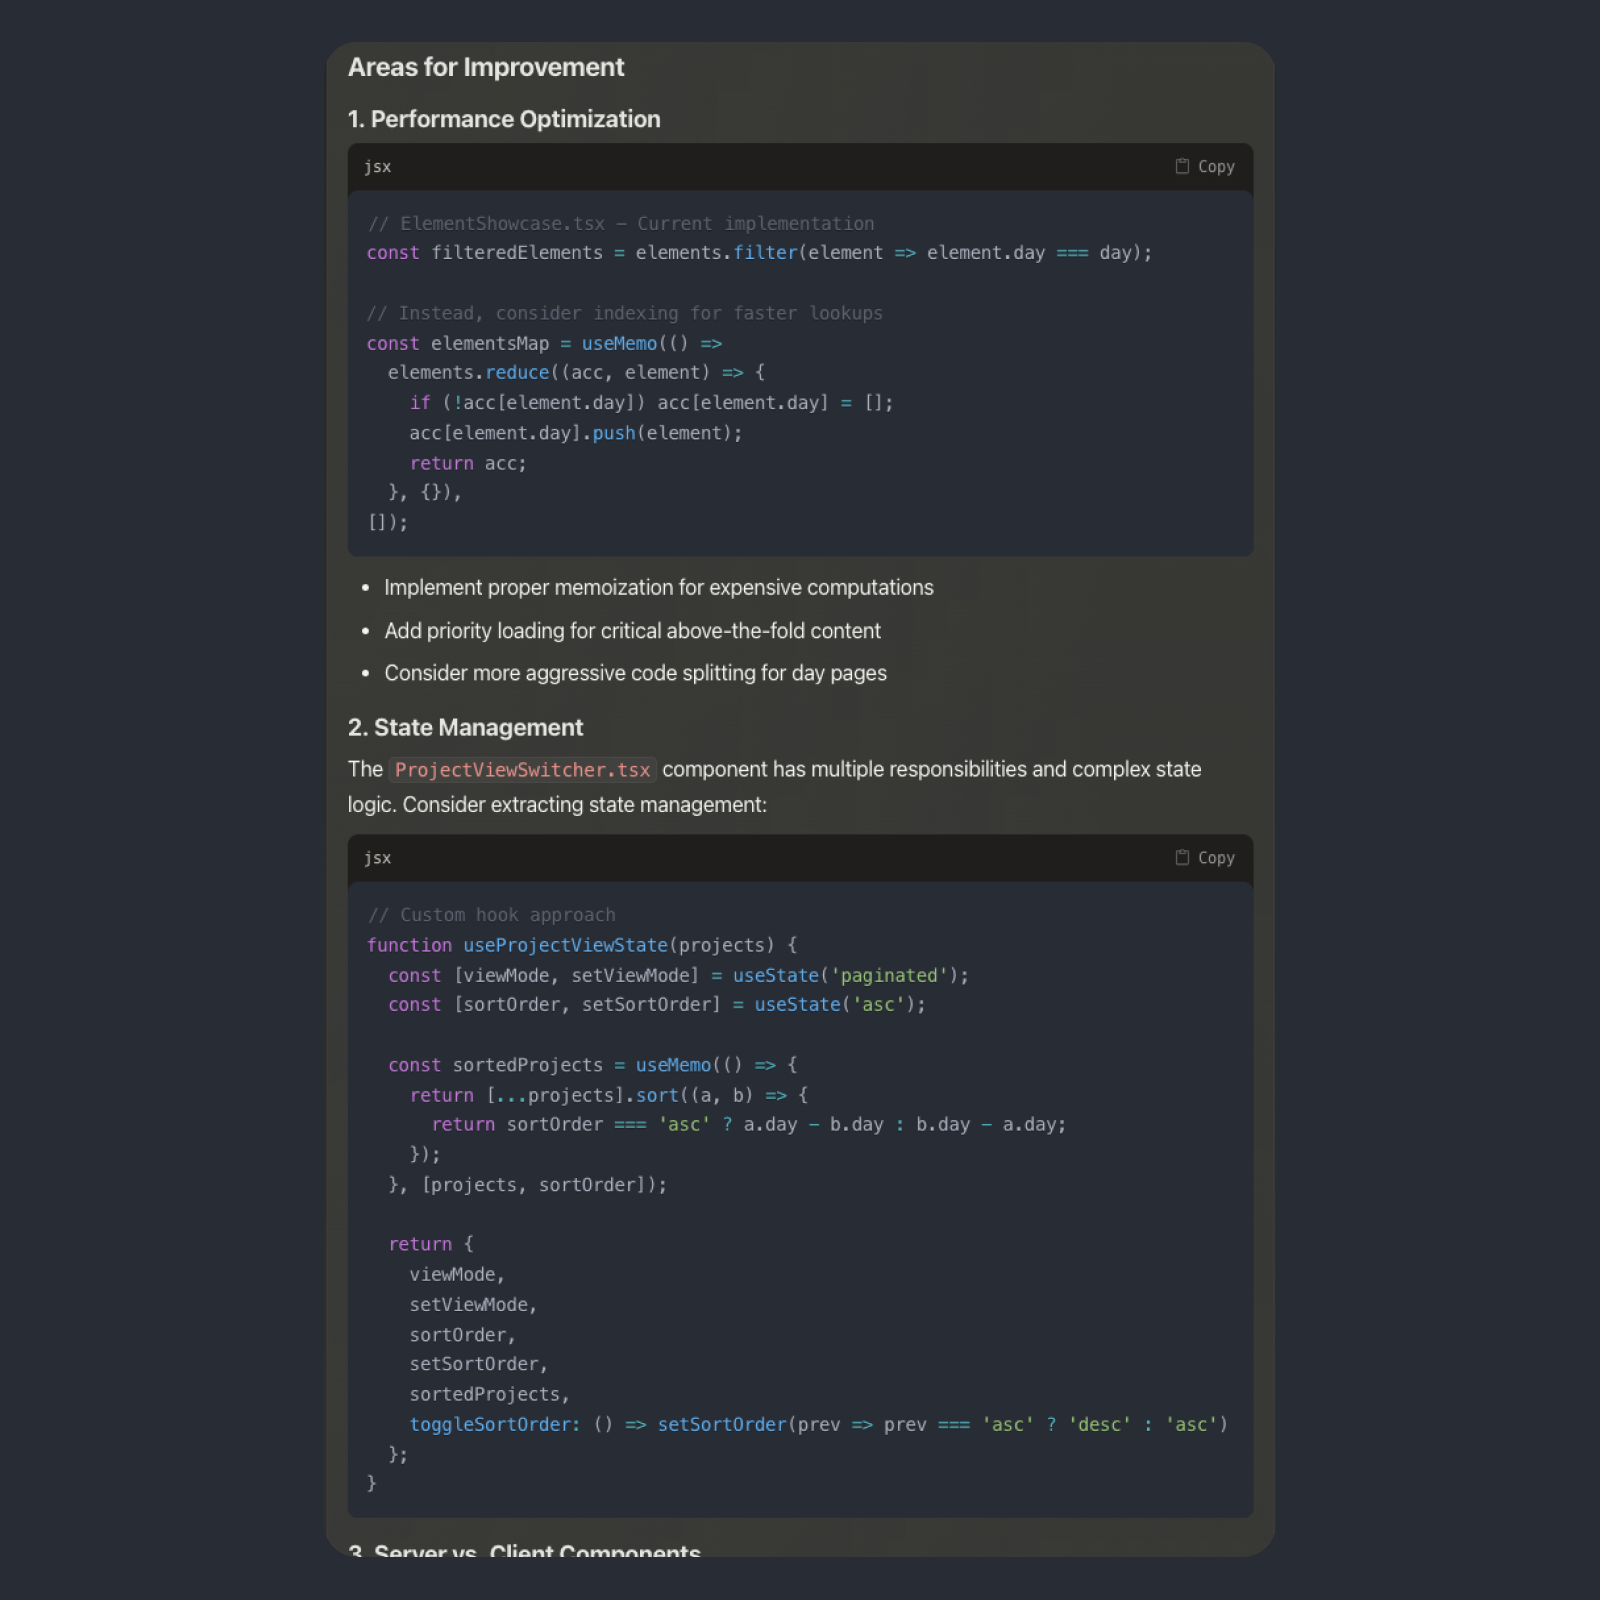 Areas for Improvement
1. Performance Optimization
jsx
Copy
// ElementShowcase.tsx – Current implementation
const filteredElements = elements.filter(element => element.day === day);
// Instead, consider indexing for faster lookups
const elementsMap = useMemo(() =>
elements.reduce((acc, element) => {
if (!acc[element.day]) acc[element.day] = [];
acc[element.day].push(element);
return acc;
}, {}),
[]);
• Implement proper memoization for expensive computations
• Add priority loading for critical above-the-fold content
• Consider more aggressive code splitting for day pages
2. State Management
The ProjectViewSwitcher.tsx component has multiple responsibilities and complex state
logic. Consider extracting state management:
jsx
Copy
// Custom hook approach
function useProjectViewState(projects) {
const [viewMode, setViewMode] = useState('paginated');
const [sortOrder, setSortOrder] = useState('asc');
const sortedProjects = useMemo(() => {
return [...projects].sort((a, b) => {
return sortOrder === 'asc' ? a.day – b.day : b.day – a.day;
});
}, [projects, sortOrder]);
return {
viewMode,
setViewMode,
sortOrder,
setSortOrder,
sortedProjects,
toggleSortOrder: () => setSortOrder(prev => prev === 'asc' ? 'desc' : 'asc')
};
}
3. Server vs. Client Components